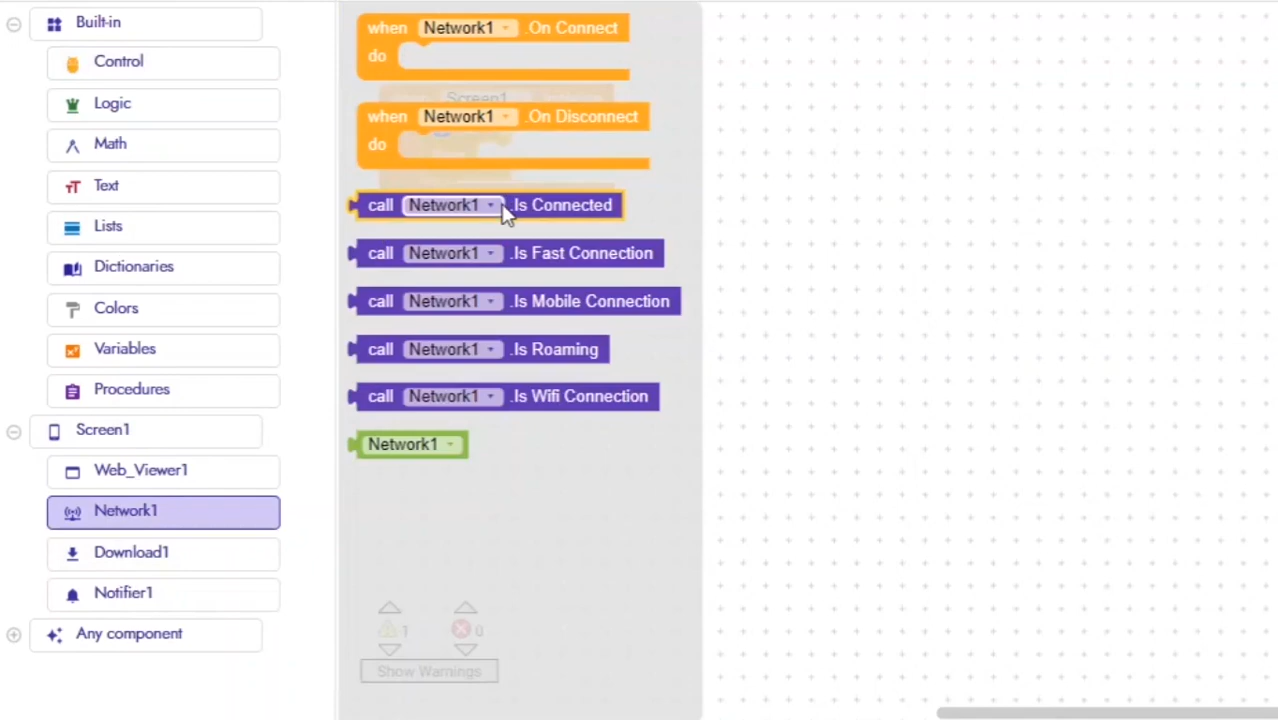 Built-in
Control
Logic
Math
Text
Lists
Dictionaries
Colors
Variables
Procedures
Screen1
Web_Viewer1
Network1
Download1
Notifier1
Any component
when Network1 .On Connect
do
Screen1
when Network1 .On Disconnect
do
call Network1 .Is Connected
call Network1 .Is Fast Connection
call Network1 .Is Mobile Connection
call Network1 .Is Roaming
call Network1 .Is Wifi Connection
Network1
1 0
Show Warnings